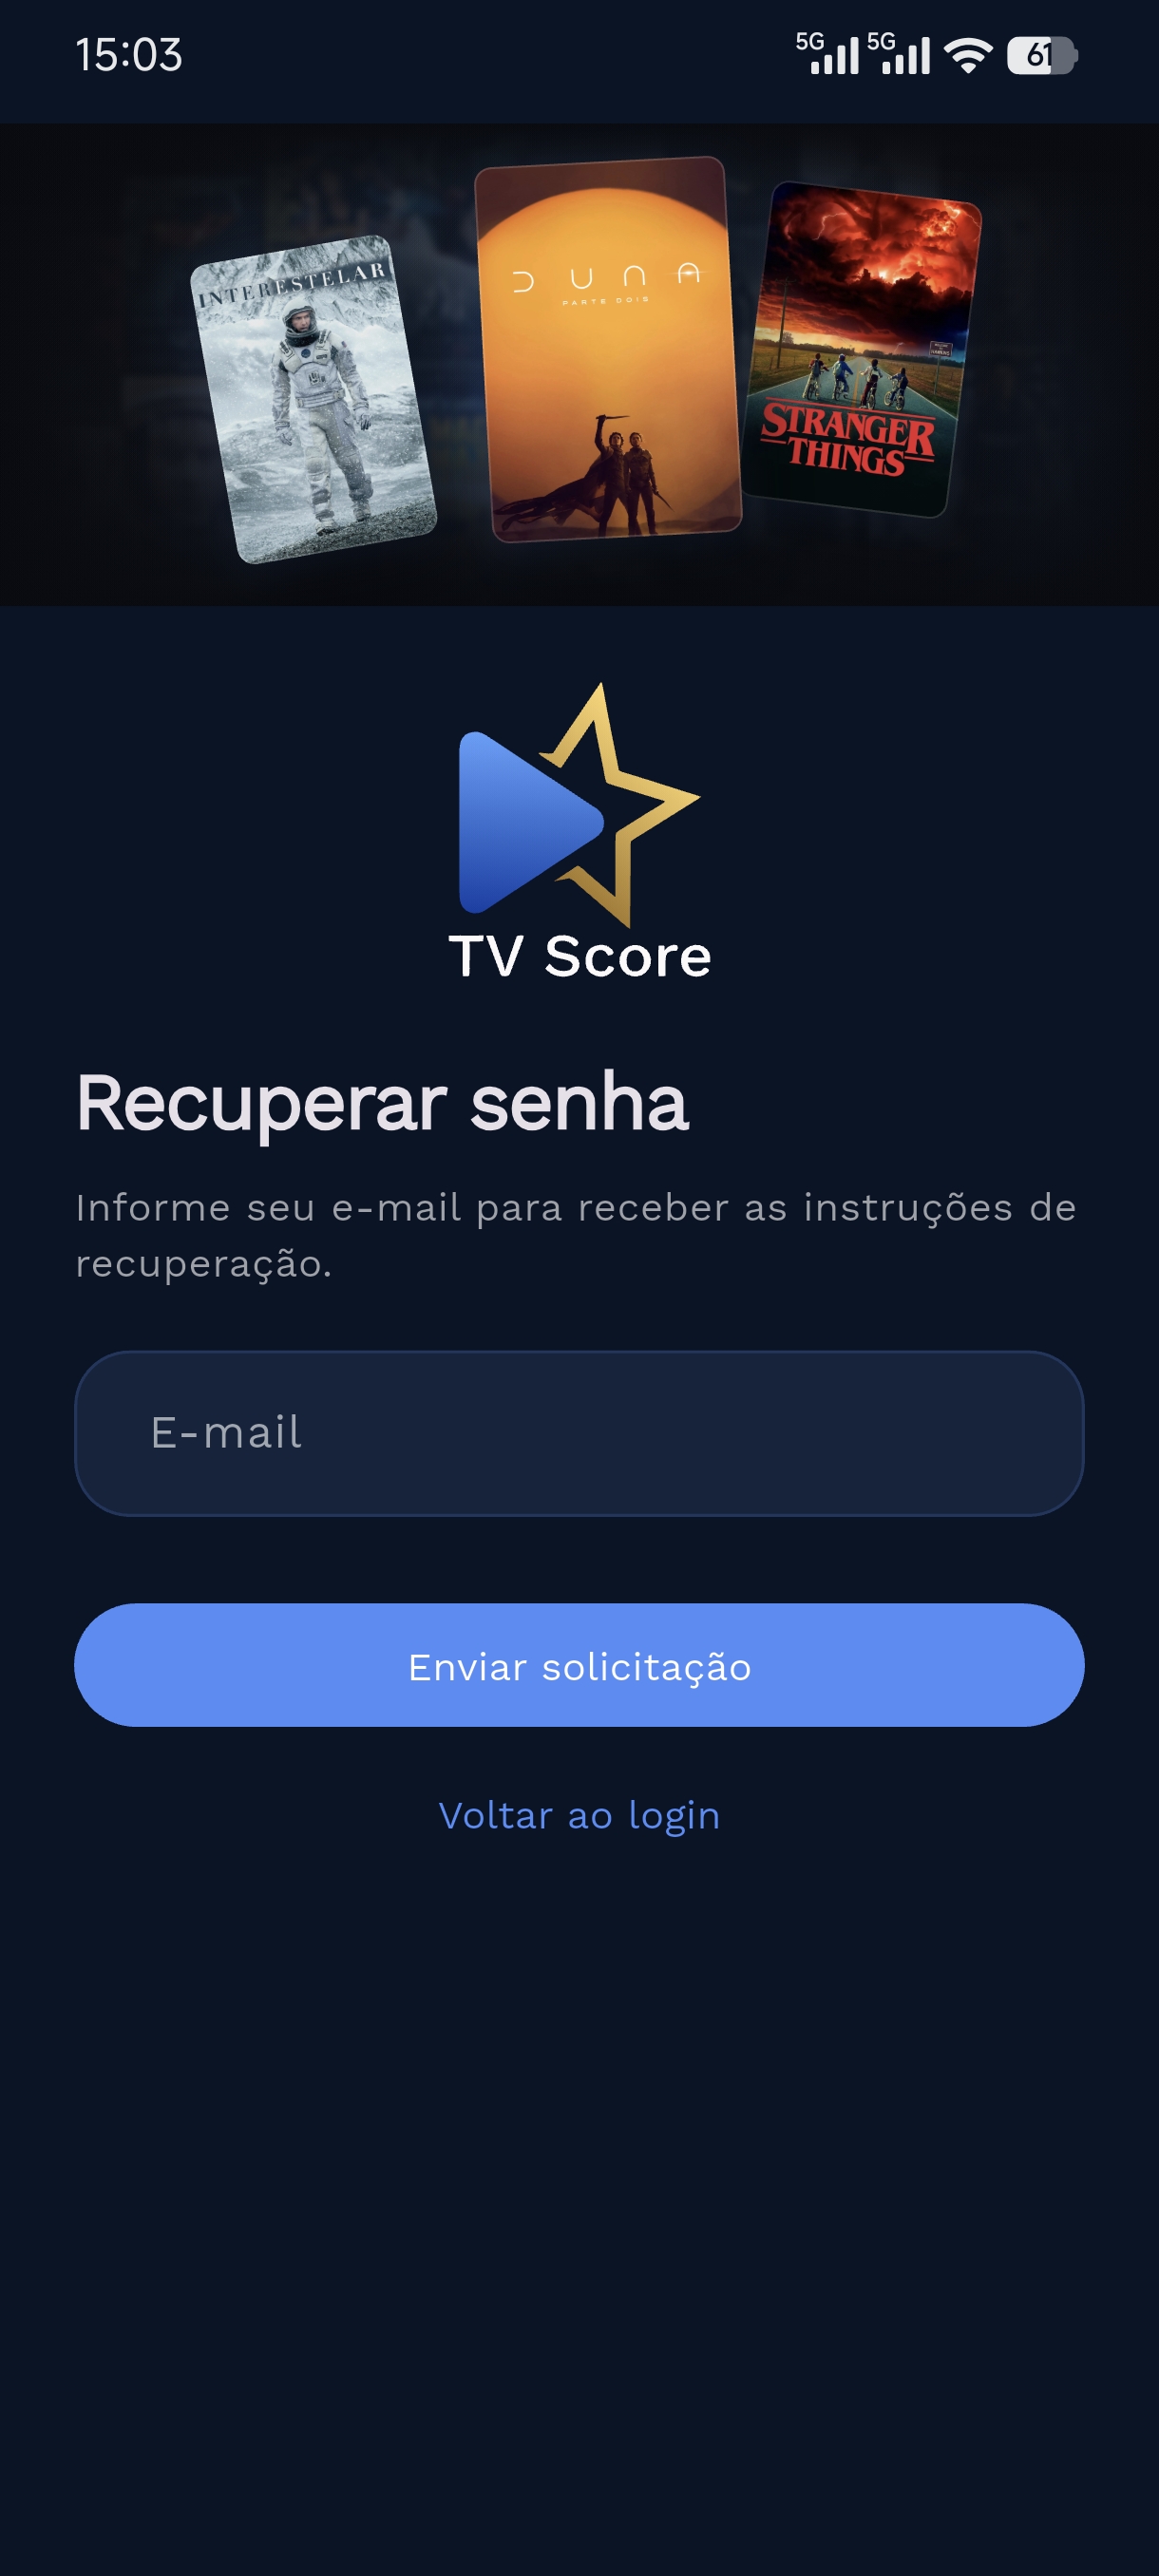 15:03
5G 5G 61
INTERESTELAR
DUNA
PARTE DOIS
STRANGER
THINGS
TV Score
Recuperar senha
Informe seu e-mail para receber as instruções de
recuperação.
E-mail
Enviar solicitação
Voltar ao login